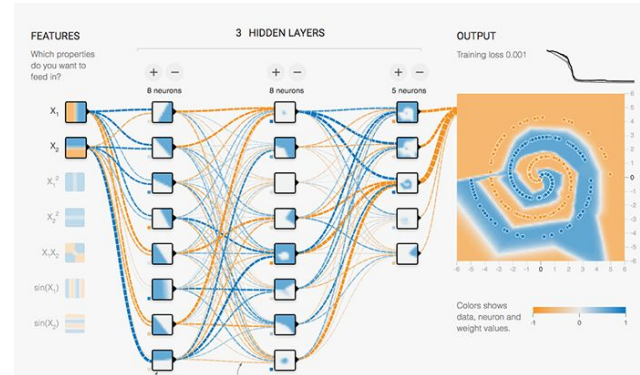 FEATURES
Which properties
do you want to
feed in?
X1
X2
X1²
X2²
X1X2
sin(X1)
sin(X2)
3 HIDDEN LAYERS
+ −
8 neurons
+ −
8 neurons
+ −
5 neurons
OUTPUT
Training loss 0.001
6
5
4
3
2
1
0
-1
-2
-3
-4
-5
-6
-6 -5 -4 -3 -2 -1 0 1 2 3 4 5 6
Colors shows
data, neuron and
weight values.
-1 0 1